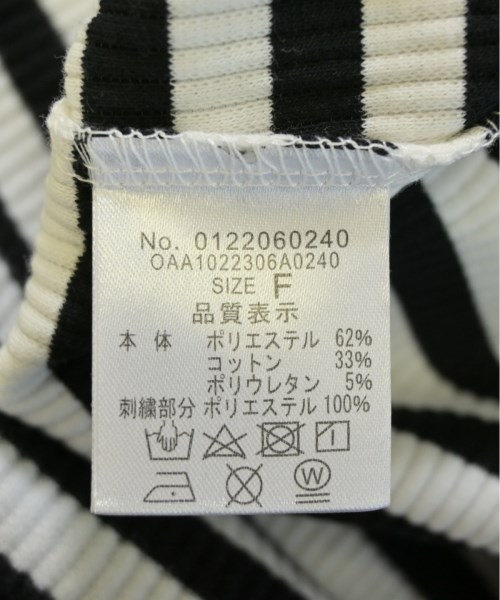 No. 0122060240
OAA1022306A0240
SIZE F
品質表示
本体 ポリエステル 62%
コットン 33%
ポリウレタン 5%
刺繍部分 ポリエステル 100%
W